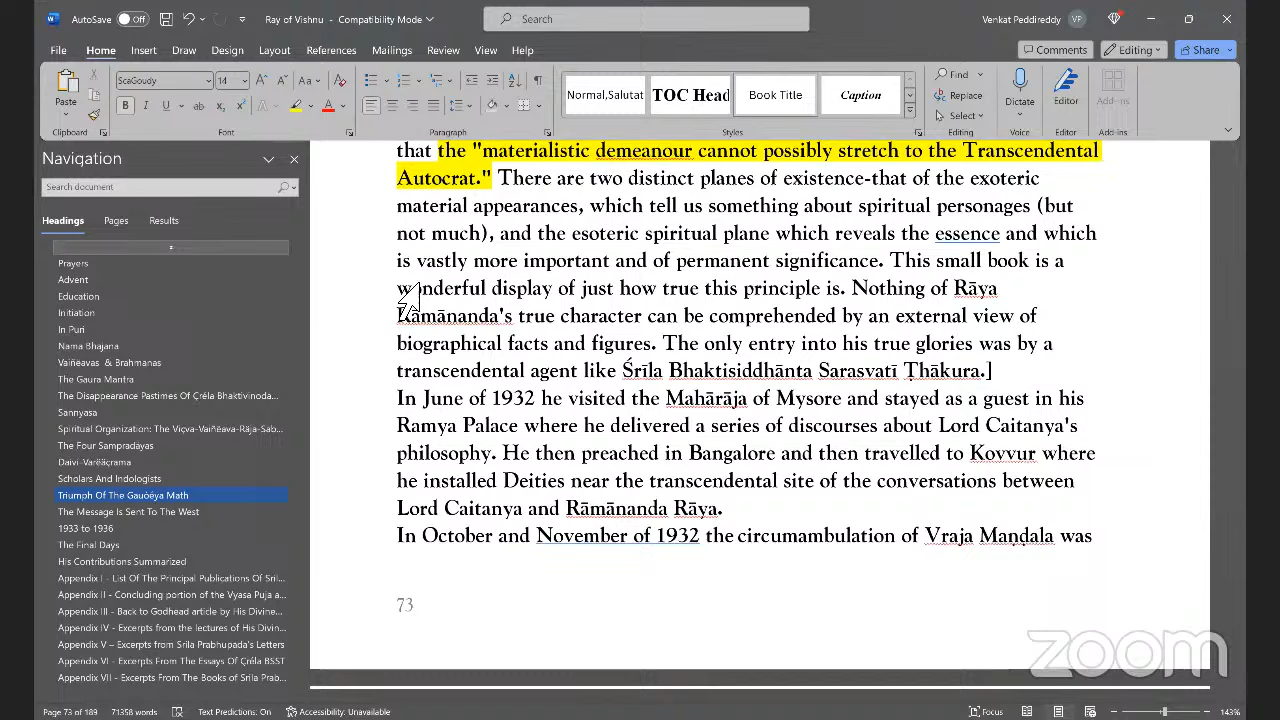 AutoSave Off Ray of Vishnu - Compatibility Mode Search Venkat Peddireddy VP
File Home Insert Draw Design Layout References Mailings Review View Help Comments Editing Share
Paste ScaGoudy 14 Normal,Salutat TOC Head Book Title Caption Find Replace Select Dictate Editor Add-ins
Clipboard Font Paragraph Styles Editing Voice Editor Add-ins
Navigation
Search document
Headings Pages Results
Prayers
Advent
Education
Initiation
In Puri
Nama Bhajana
Vaiñëavas & Brahmanas
The Gaura Mantra
The Disappearance Pastimes Of Çréla Bhaktivinoda...
Sannyasa
Spiritual Organization: The Viçva-Vaiñëava-Räja-Sab...
The Four Sampradäyas
Daivi-Varëäçrama
Scholars And Indologists
Triumph Of The Gauòéya Math
The Message Is Sent To The West
1933 to 1936
The Final Days
His Contributions Summarized
Appendix I - List Of The Principal Publications Of Sril...
Appendix II - Concluding portion of the Vyasa Puja a...
Appendix III - Back to Godhead article by His Divine...
Appendix IV - Excerpts from the lectures of His Divin...
Appendix V – Excerpts from Srila Prabhupada's Letters
Appendix VI - Excerpts From The Essays Of Çréla BSST
Appendix VII - Excerpts From The Books of Srila Prab...
that the "materialistic demeanour cannot possibly stretch to the Transcendental
Autocrat." There are two distinct planes of existence-that of the exoteric
material appearances, which tell us something about spiritual personages (but
not much), and the esoteric spiritual plane which reveals the essence and which
is vastly more important and of permanent significance. This small book is a
wonderful display of just how true this principle is. Nothing of Rāya
Rāmānanda's true character can be comprehended by an external view of
biographical facts and figures. The only entry into his true glories was by a
transcendental agent like Śrīla Bhaktisiddhānta Sarasvatī Ṭhākura.]
In June of 1932 he visited the Mahārāja of Mysore and stayed as a guest in his
Ramya Palace where he delivered a series of discourses about Lord Caitanya's
philosophy. He then preached in Bangalore and then travelled to Kovvur where
he installed Deities near the transcendental site of the conversations between
Lord Caitanya and Rāmānanda Rāya.
In October and November of 1932 the circumambulation of Vraja Maṇḍala was
73
zoom
Page 73 of 189 71358 words Text Predictions: On Accessibility: Unavailable Focus 143%